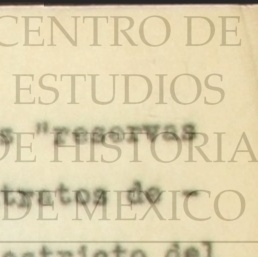 CENTRO DE
ESTUDIOS
s "reservas
DE HISTORIA
tratos de -
DE MEXICO
estricto del